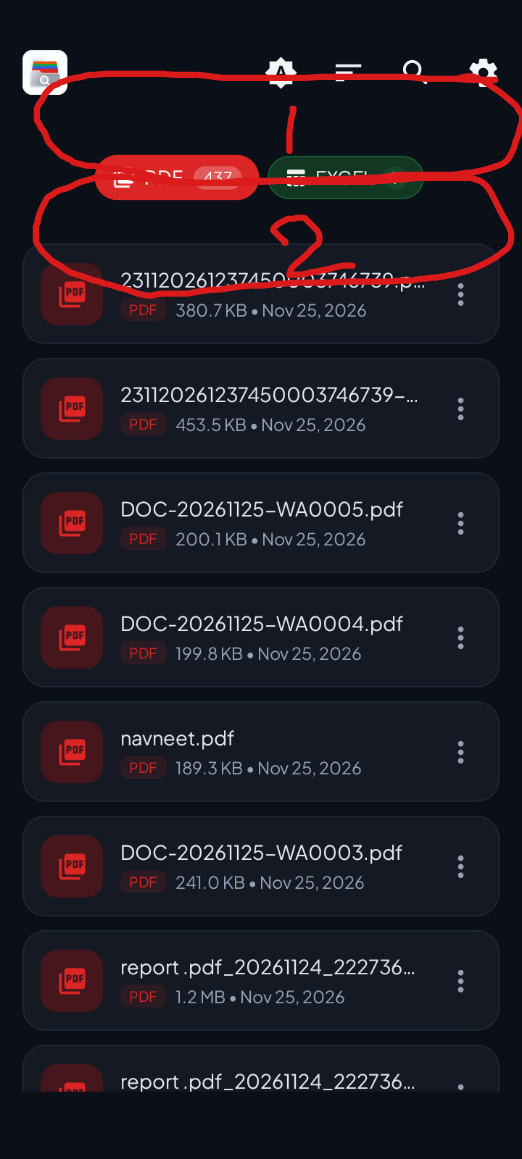 A
1
PDF 437
EXCEL
2
231120261237450003746739.p...
PDF 380.7 KB • Nov 25, 2026
231120261237450003746739-...
PDF 453.5 KB • Nov 25, 2026
DOC-20261125-WA0005.pdf
PDF 200.1 KB • Nov 25, 2026
DOC-20261125-WA0004.pdf
PDF 199.8 KB • Nov 25, 2026
navneet.pdf
PDF 189.3 KB • Nov 25, 2026
DOC-20261125-WA0003.pdf
PDF 241.0 KB • Nov 25, 2026
report .pdf_20261124_222736...
PDF 1.2 MB • Nov 25, 2026
report .pdf_20261124_222736...